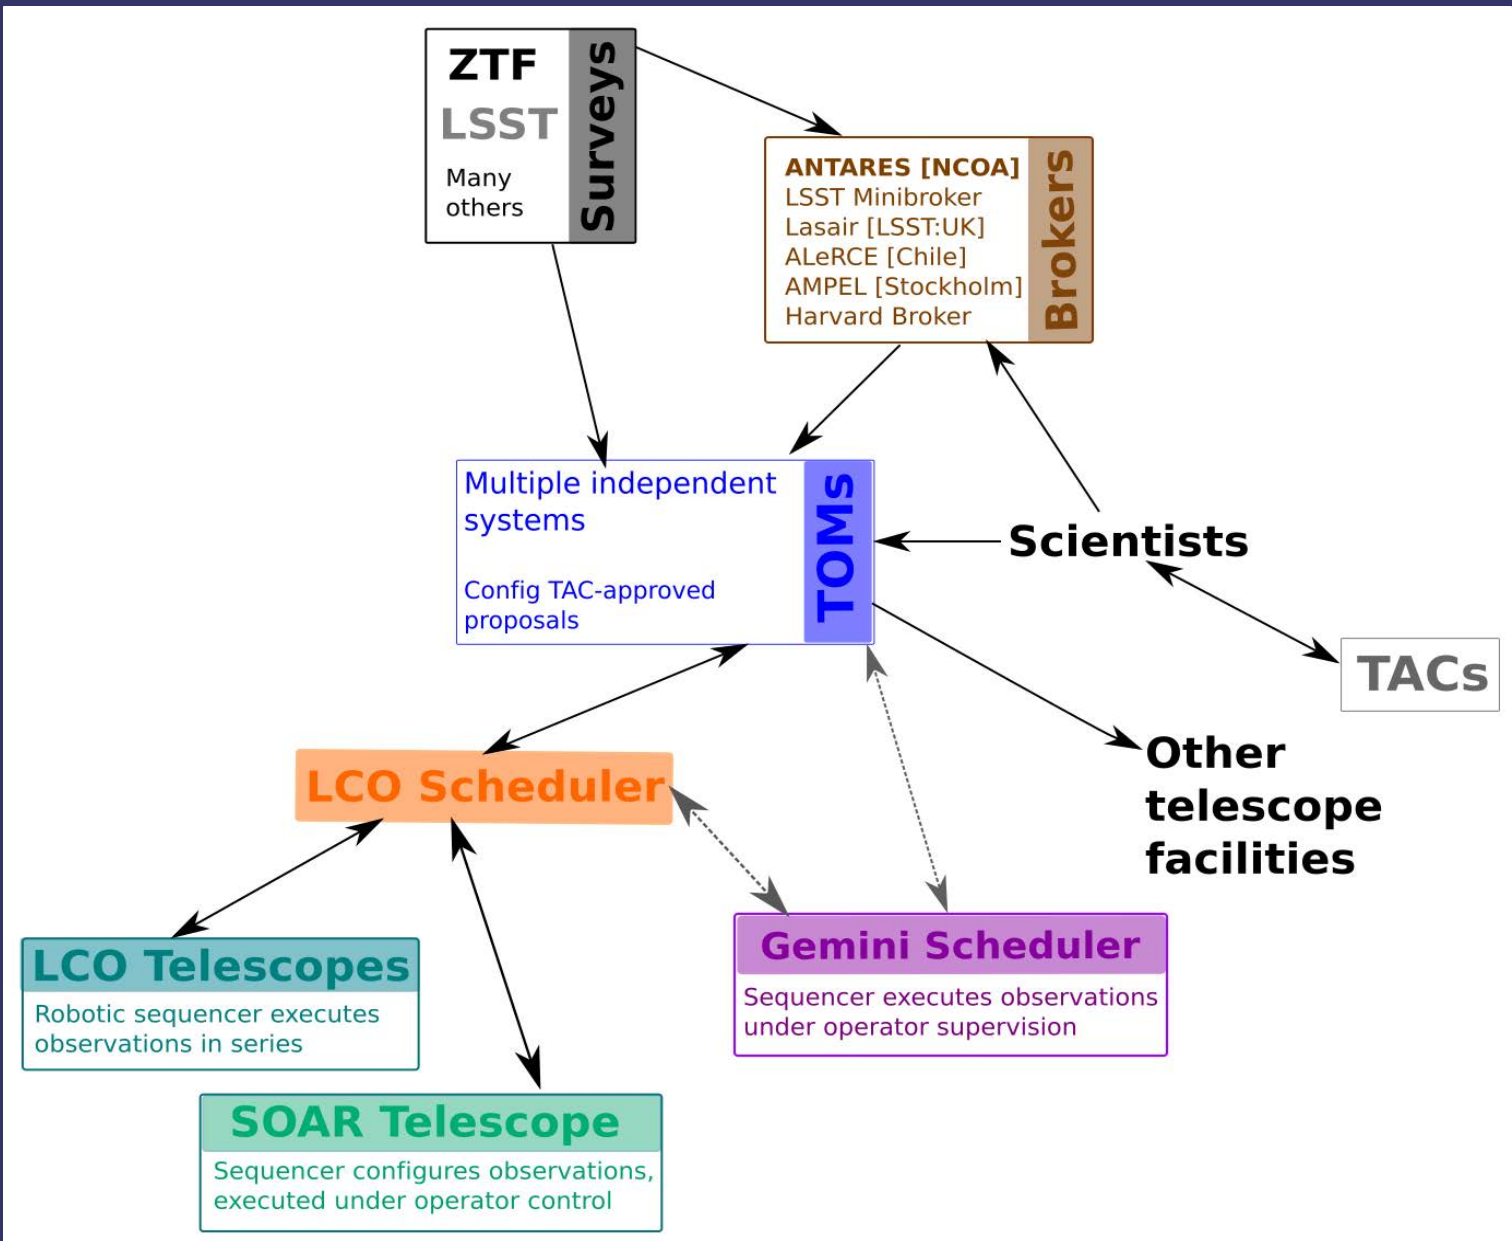 ZTF
LSST
Many
others
Surveys
ANTARES [NCOA]
LSST Minibroker
Lasair [LSST:UK]
ALeRCE [Chile]
AMPEL [Stockholm]
Harvard Broker
Brokers
Multiple independent
systems
Config TAC-approved
proposals
TOMs
Scientists
TACs
Other
telescope
facilities
LCO Scheduler
LCO Telescopes
Robotic sequencer executes
observations in series
Gemini Scheduler
Sequencer executes observations
under operator supervision
SOAR Telescope
Sequencer configures observations,
executed under operator control